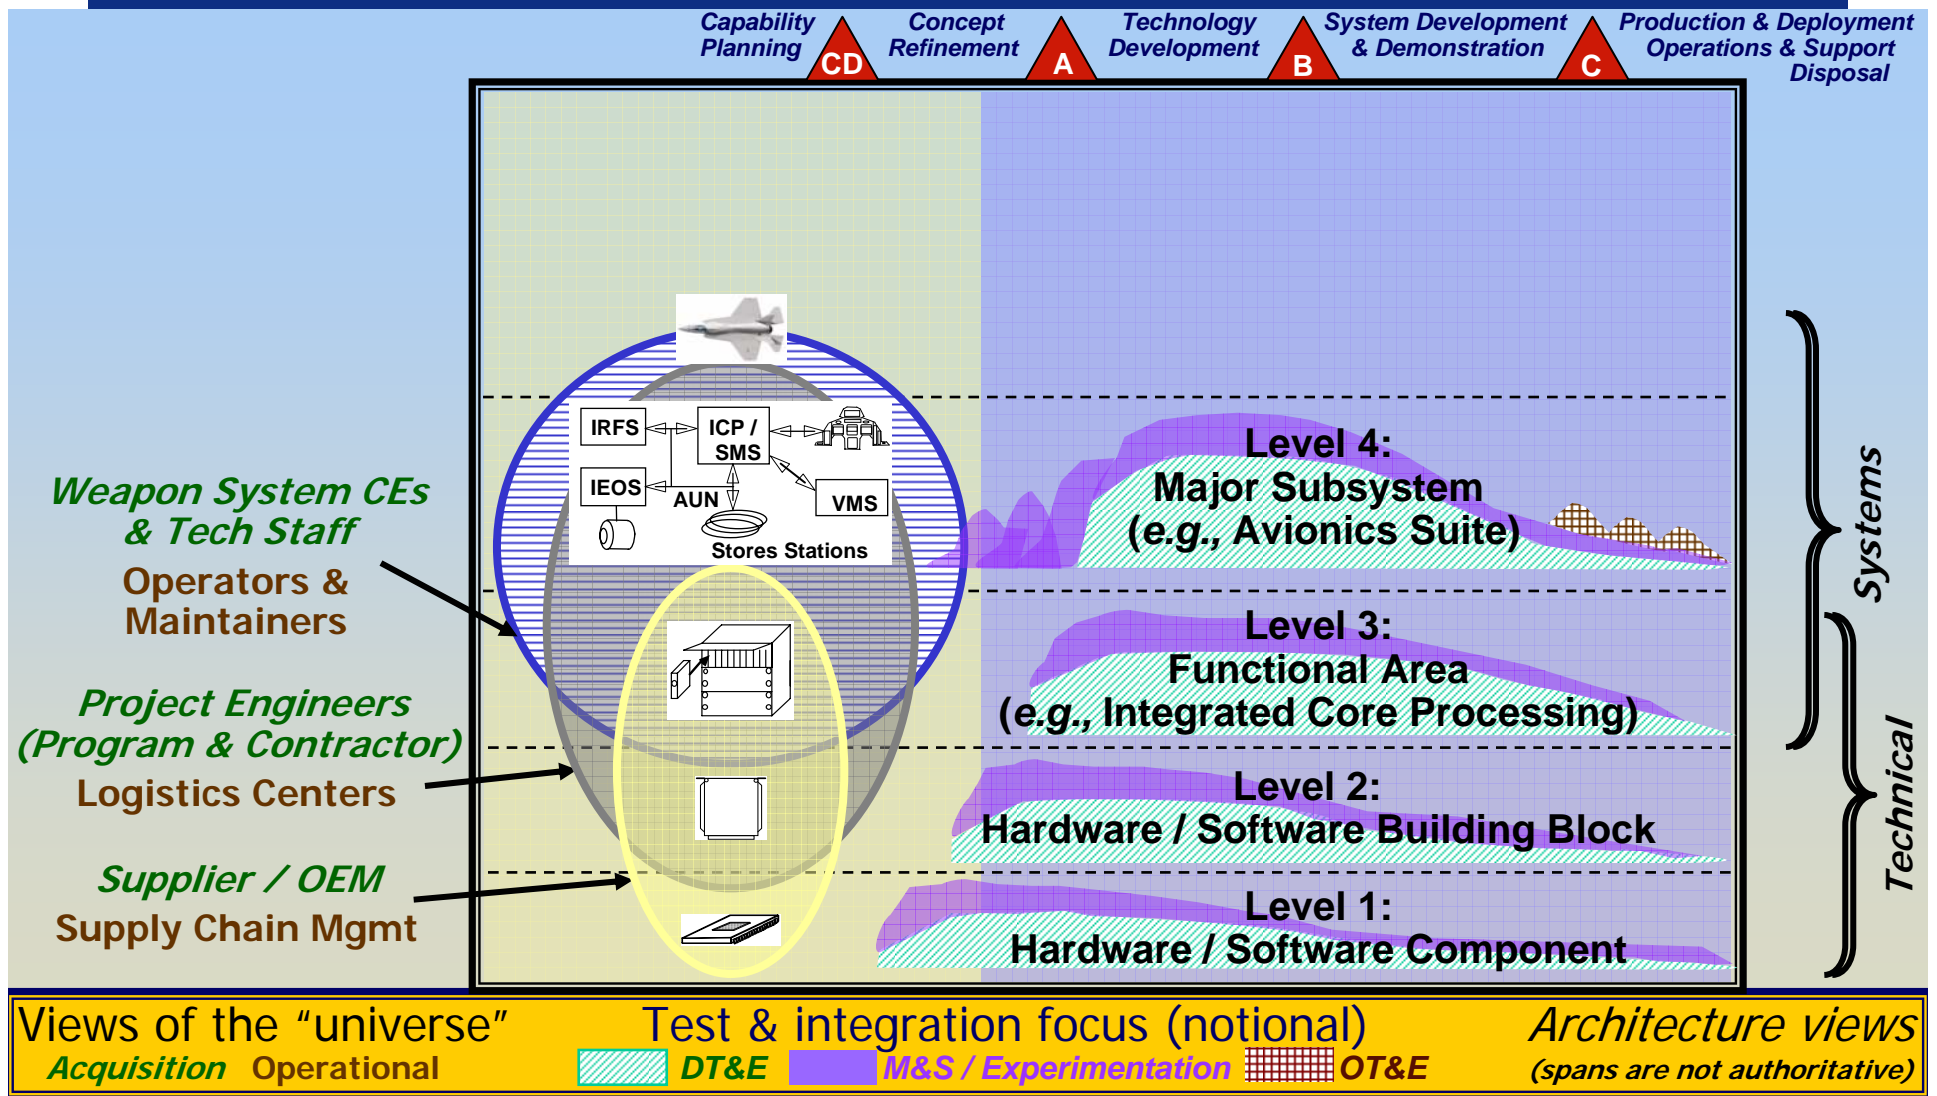 Capability
Planning
Concept
Refinement
Technology
Development
System Development
& Demonstration
Production & Deployment
Operations & Support
Disposal
CD
A
B
C
IRFS
ICP /
SMS
IEOS
AUN
VMS
Stores Stations
Weapon System CEs
& Tech Staff
Operators &
Maintainers
Project Engineers
(Program & Contractor)
Logistics Centers
Supplier / OEM
Supply Chain Mgmt
Level 4:
Major Subsystem
(e.g., Avionics Suite)
Level 3:
Functional Area
(e.g., Integrated Core Processing)
Level 2:
Hardware / Software Building Block
Level 1:
Hardware / Software Component
Systems
Technical
Views of the “universe”
Acquisition Operational
Test & integration focus (notional)
DT&E
M&S / Experimentation
OT&E
Architecture views
(spans are not authoritative)